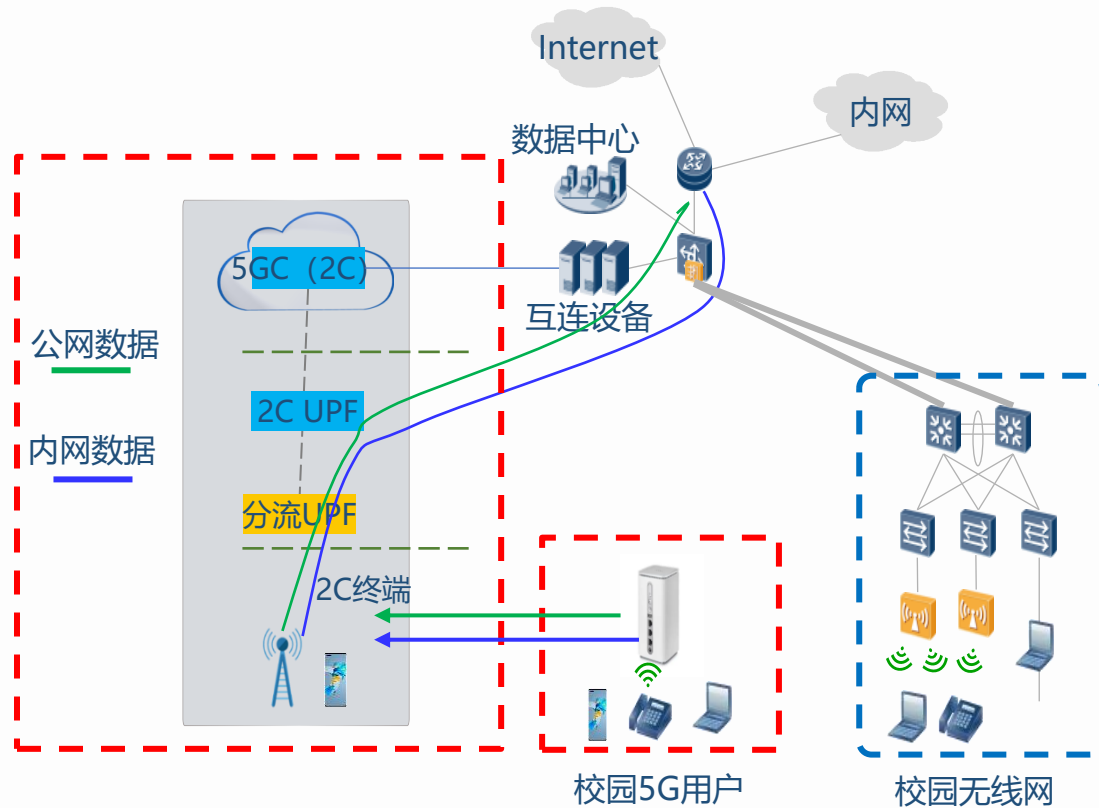 Internet
内网
数据中心
5GC（2C）
互连设备
公网数据
2C UPF
内网数据
分流UPF
2C终端
校园5G用户
校园无线网